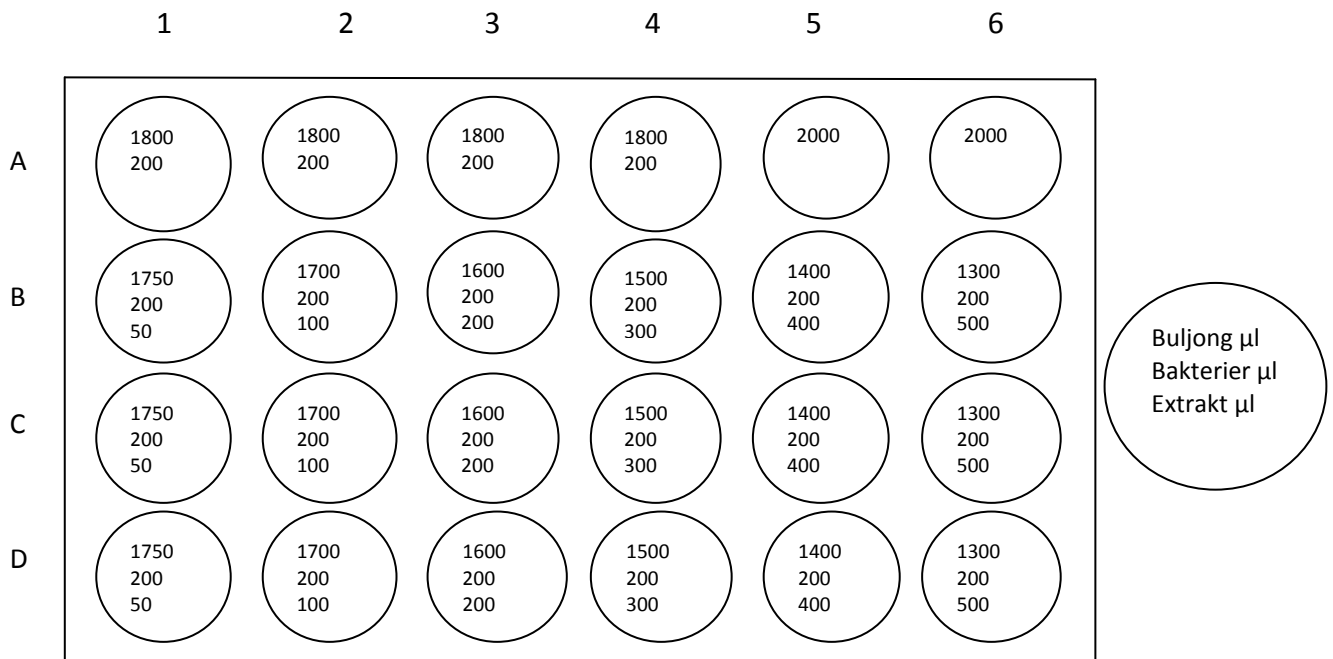 1 2 3 4 5 6
A
1800 1800 1800 1800 2000 2000
200 200 200 200
B
1750 1700 1600 1500 1400 1300
200 200 200 200 200 200
50 100 200 300 400 500
Buljong µl
Bakterier µl
Extrakt µl
C
1750 1700 1600 1500 1400 1300
200 200 200 200 200 200
50 100 200 300 400 500
D
1750 1700 1600 1500 1400 1300
200 200 200 200 200 200
50 100 200 300 400 500